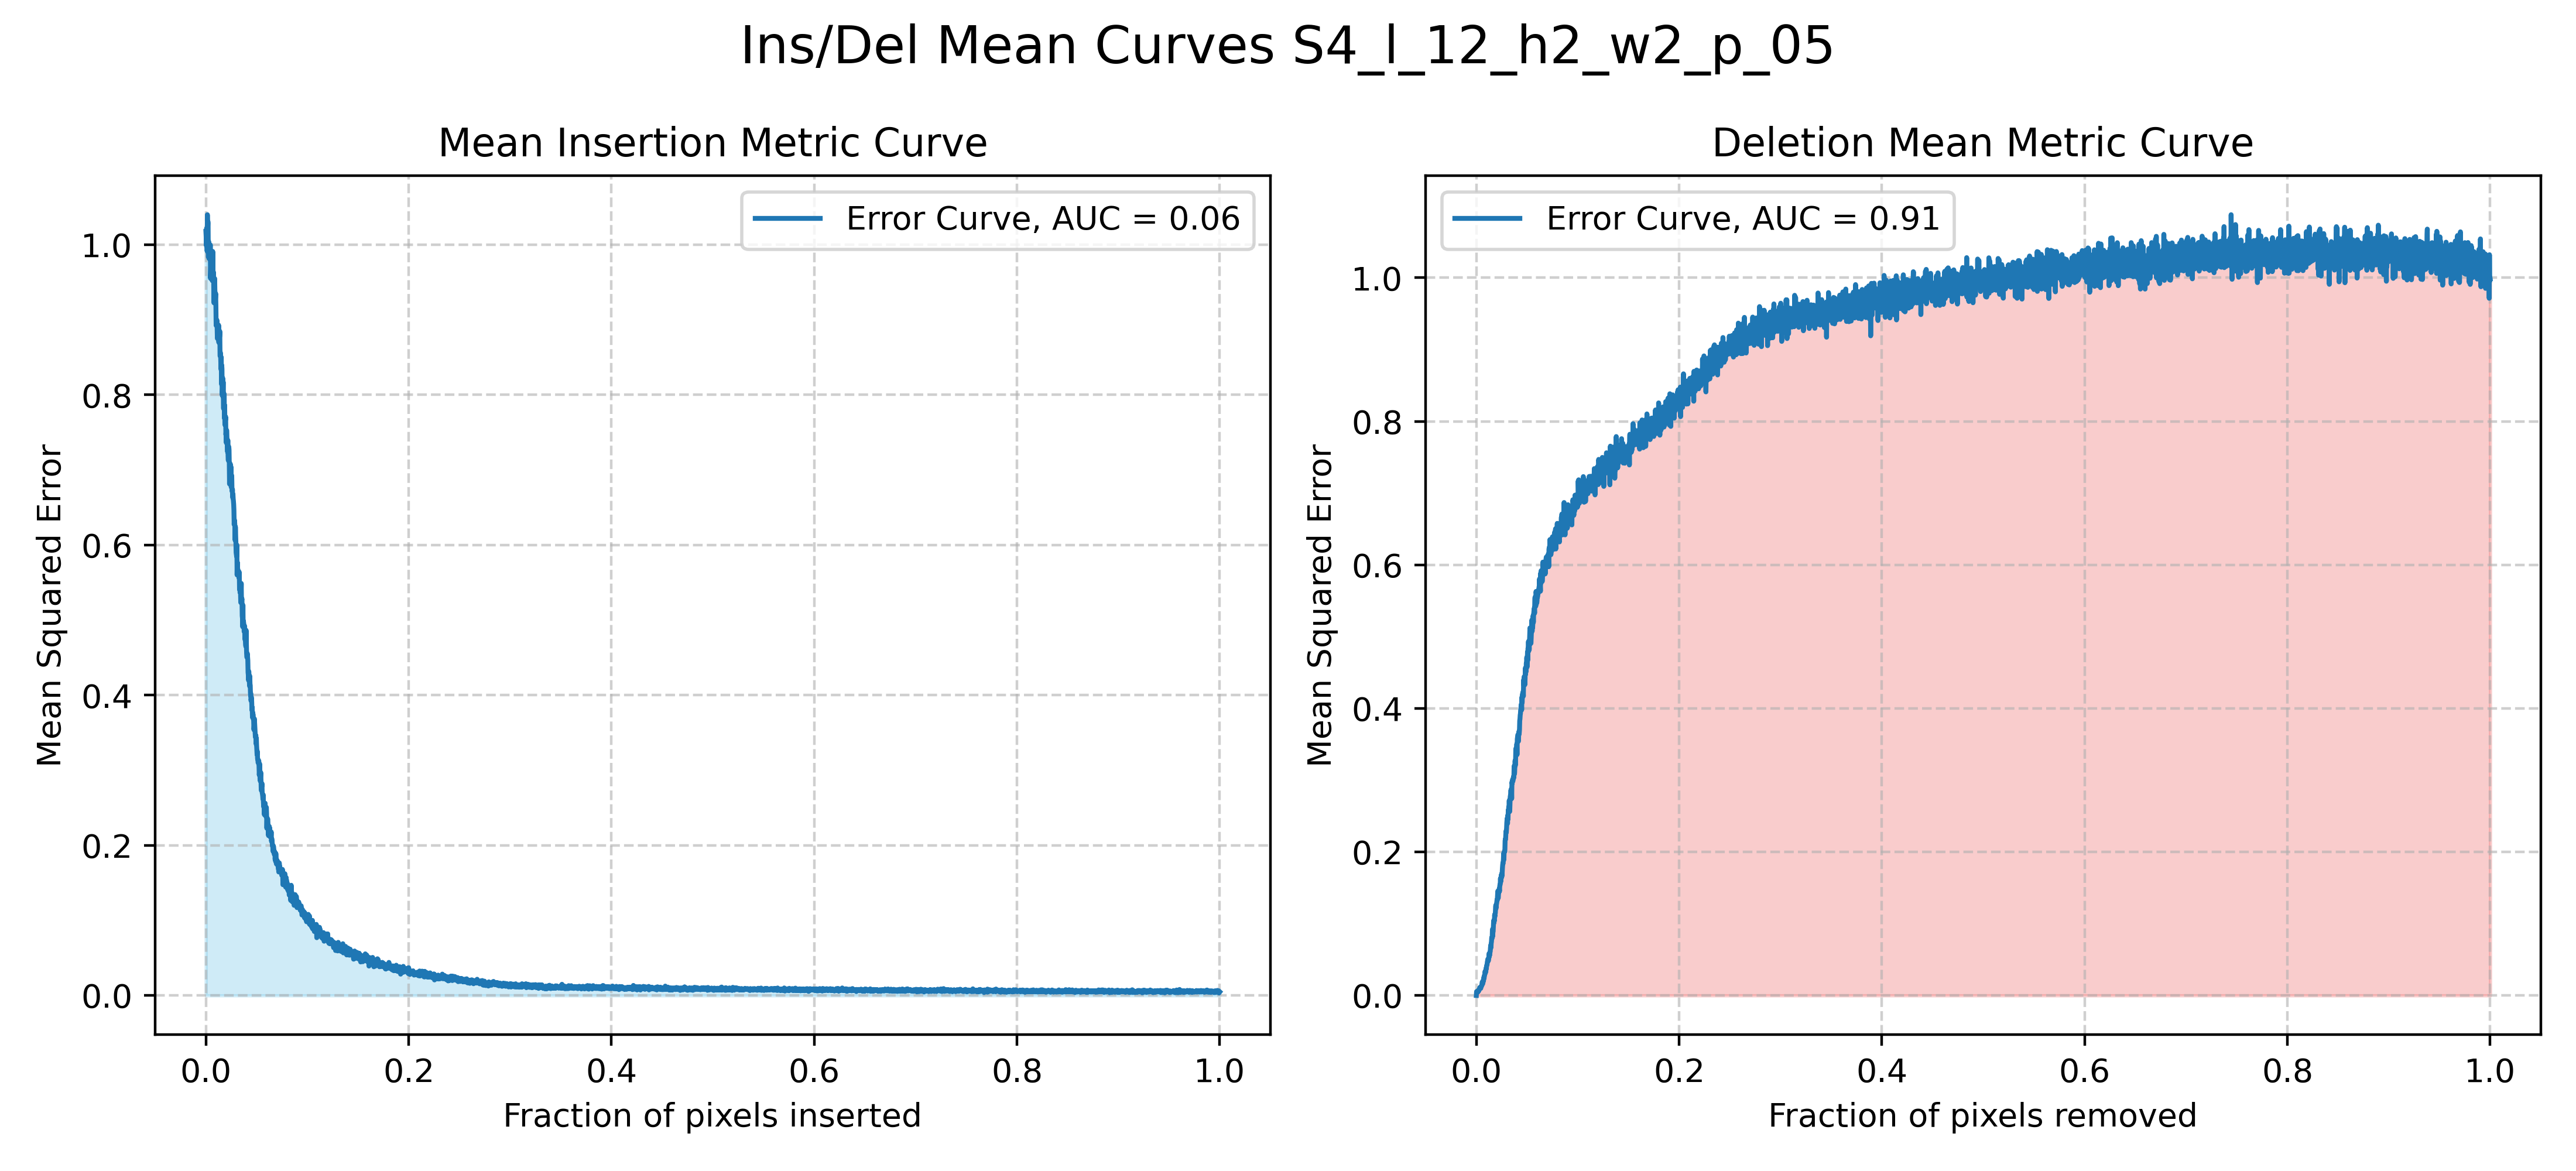 Ins/Del Mean Curves S4_l_12_h2_w2_p_05
Mean Insertion Metric Curve
Error Curve, AUC = 0.06
Mean Squared Error
1.0
0.8
0.6
0.4
0.2
0.0
0.0 0.2 0.4 0.6 0.8 1.0
Fraction of pixels inserted
Deletion Mean Metric Curve
Error Curve, AUC = 0.91
Mean Squared Error
1.0
0.8
0.6
0.4
0.2
0.0
0.0 0.2 0.4 0.6 0.8 1.0
Fraction of pixels removed